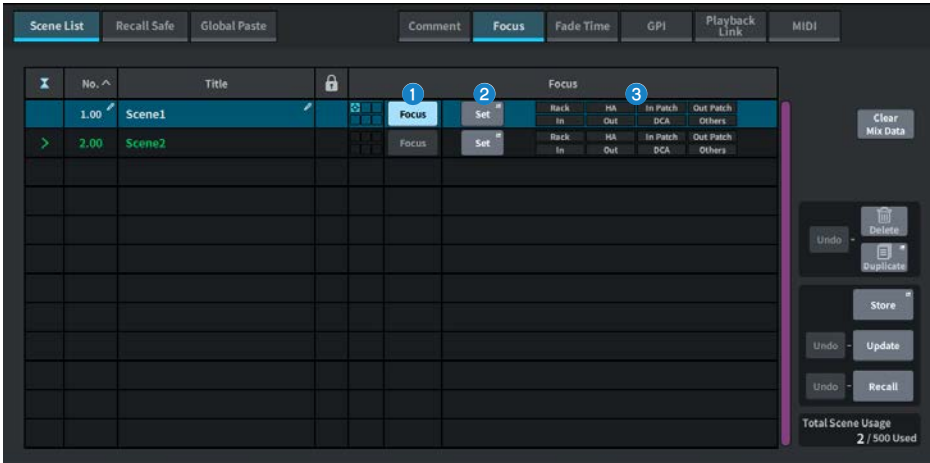 Scene List Recall Safe Global Paste Comment Focus Fade Time GPI Playback Link MIDI
No. Title Focus
1 2 3
1.00 Scene1 Focus Set Rack HA In Patch Out Patch
In Out DCA Others
> 2.00 Scene2 Focus Set Rack HA In Patch Out Patch
In Out DCA Others
Clear
Mix Data
Undo - Delete
Duplicate
Store
Undo - Update
Undo - Recall
Total Scene Usage
2 / 500 Used